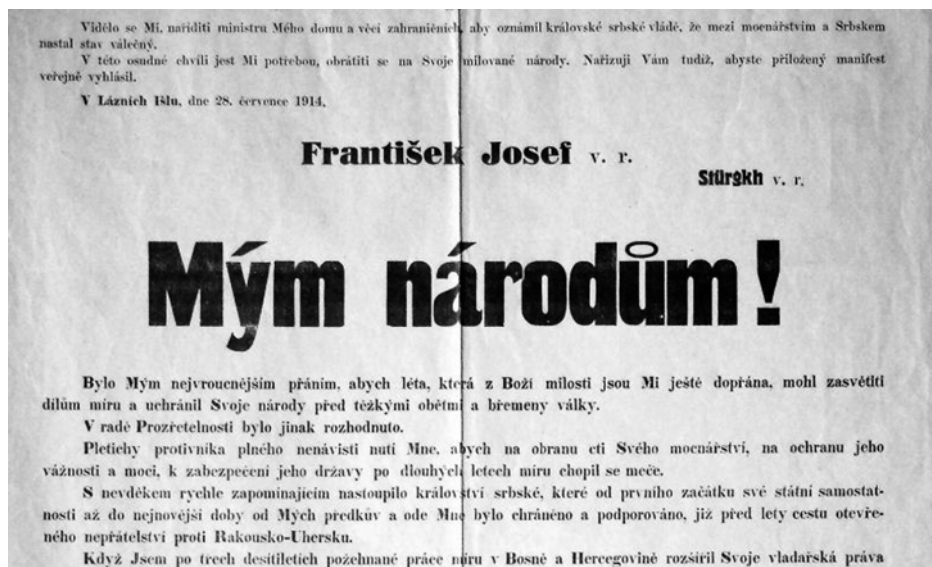 Vidělo se Mi, naříditi ministru Mého domu a věcí zahraničních, aby oznámil královské srbské vládě, že mezi mocnářstvím a Srbskem
nastal stav válečný.
V této osudné chvíli jest Mi potřebou, obrátiti se na Svoje milované národy. Nařizuji Vám tudíž, abyste přiložený manifest
veřejně vyhlásil.
V Lázních Išlu, dne 28. července 1914.
František Josef v. r.
Stürgkh v. r.
Mým národům!
Bylo Mým nejvroucnějším přáním, abych léta, která z Boží milosti jsou Mi ještě dopřána, mohl zasvětiti
dílům míru a uchránil Svoje národy před těžkými obětmi a břemeny války.
V radě Prozřetelnosti bylo jinak rozhodnuto.
Pletichy protivníka plného nenávisti nutí Mne, abych na obranu cti Svého mocnářství, na ochranu jeho
vážnosti a moci, k zabezpečení jeho državy po dlouhých letech míru chopil se meče.
S nevděkem rychle zapomínajícím nastoupilo království srbské, které od prvního začátku své státní samostat-
nosti až do nejnovější doby od Mých předkův a ode Mne bylo chráněno a podporováno, již před lety cestu otevře-
ného nepřátelství proti Rakousko-Uhersku.
Když Jsem po třech desítiletích požehnané práce míru v Bosně a Hercegovině rozšířil Svoje vladařská práva